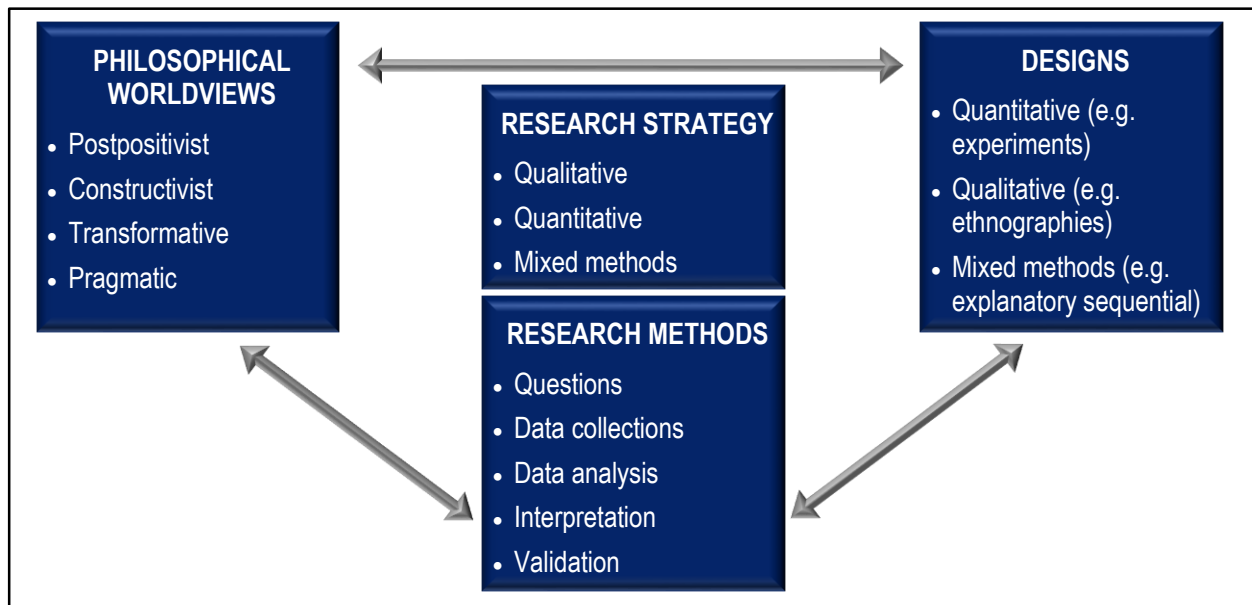 PHILOSOPHICAL
WORLDVIEWS
• Postpositivist
• Constructivist
• Transformative
• Pragmatic
RESEARCH STRATEGY
• Qualitative
• Quantitative
• Mixed methods
RESEARCH METHODS
• Questions
• Data collections
• Data analysis
• Interpretation
• Validation
DESIGNS
• Quantitative (e.g.
experiments)
• Qualitative (e.g.
ethnographies)
• Mixed methods (e.g.
explanatory sequential)